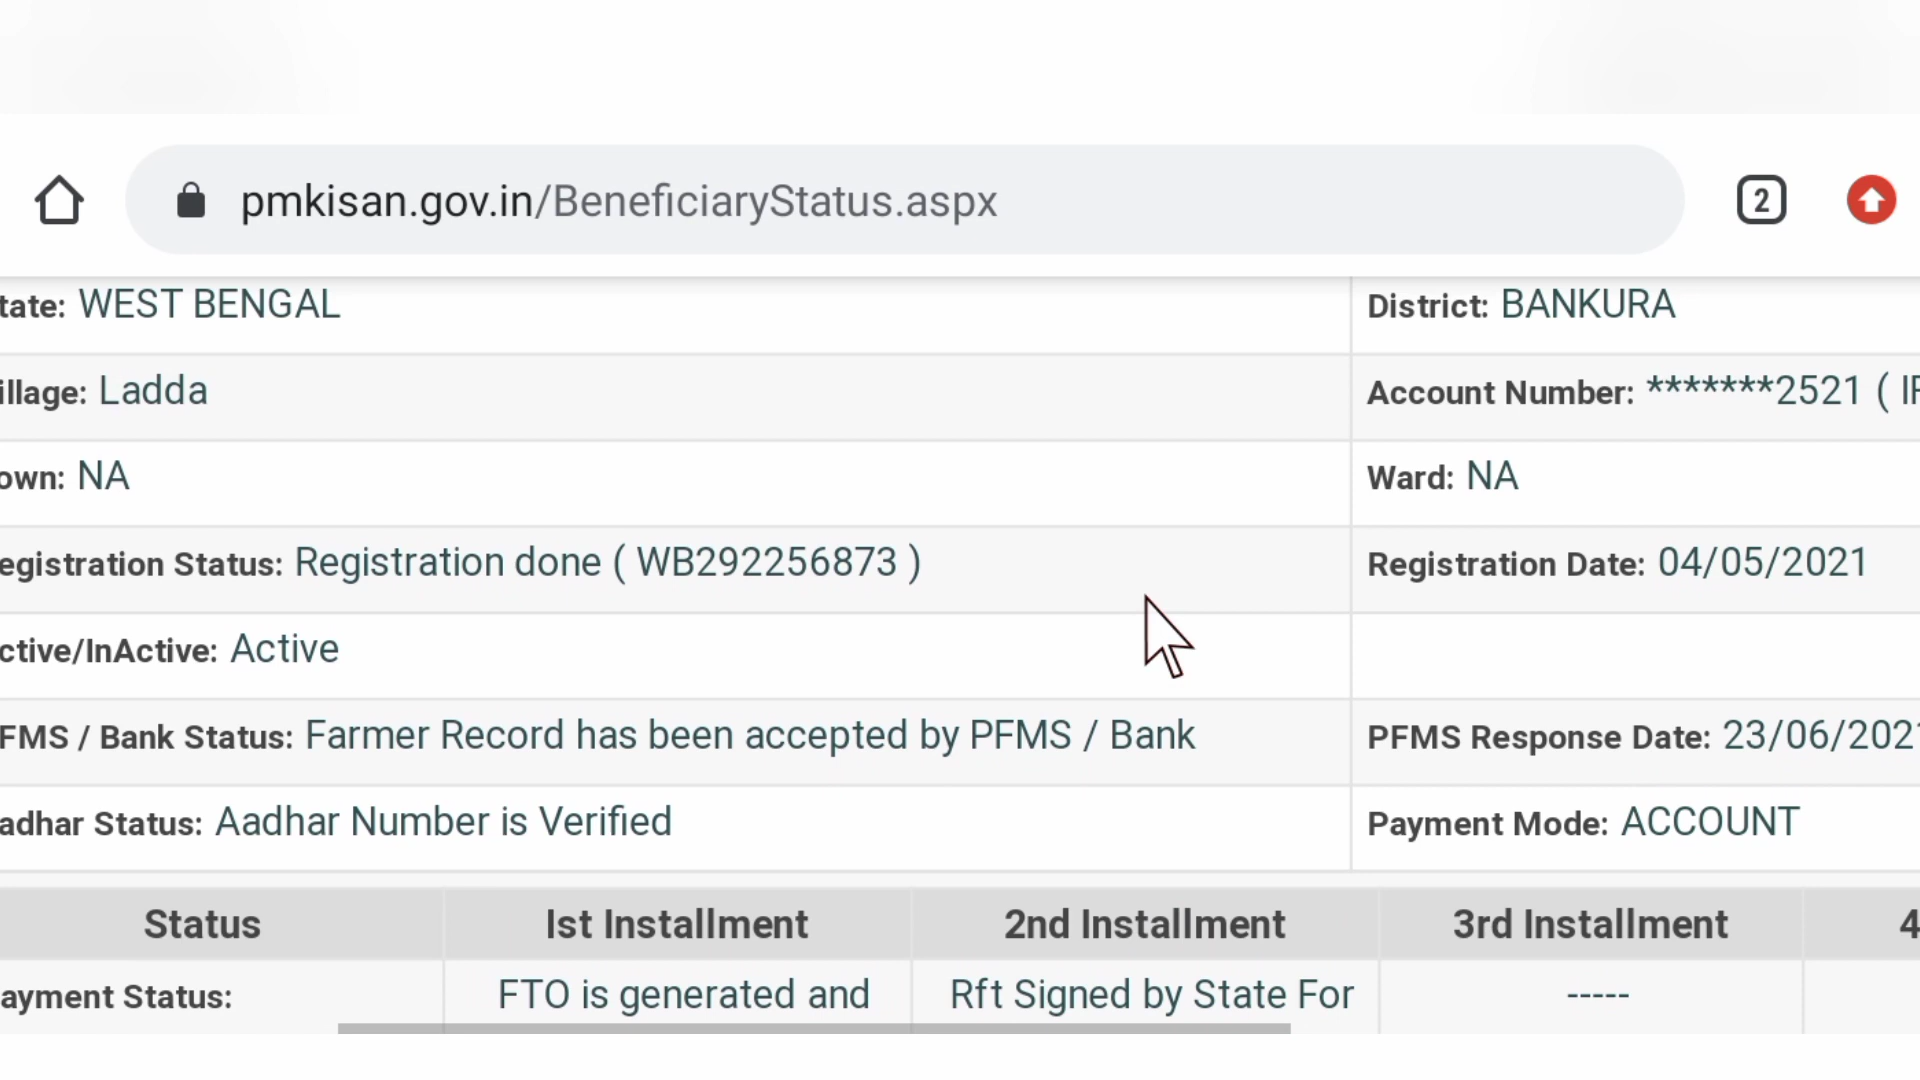 pmkisan.gov.in/BeneficiaryStatus.aspx 2
tate: WEST BENGAL District: BANKURA
illage: Ladda Account Number: *******2521 ( IF
own: NA Ward: NA
egistration Status: Registration done ( WB292256873 ) Registration Date: 04/05/2021
ctive/InActive: Active
FMS / Bank Status: Farmer Record has been accepted by PFMS / Bank PFMS Response Date: 23/06/202
adhar Status: Aadhar Number is Verified Payment Mode: ACCOUNT
Status Ist Installment 2nd Installment 3rd Installment 4
ayment Status: FTO is generated and Rft Signed by State For -----